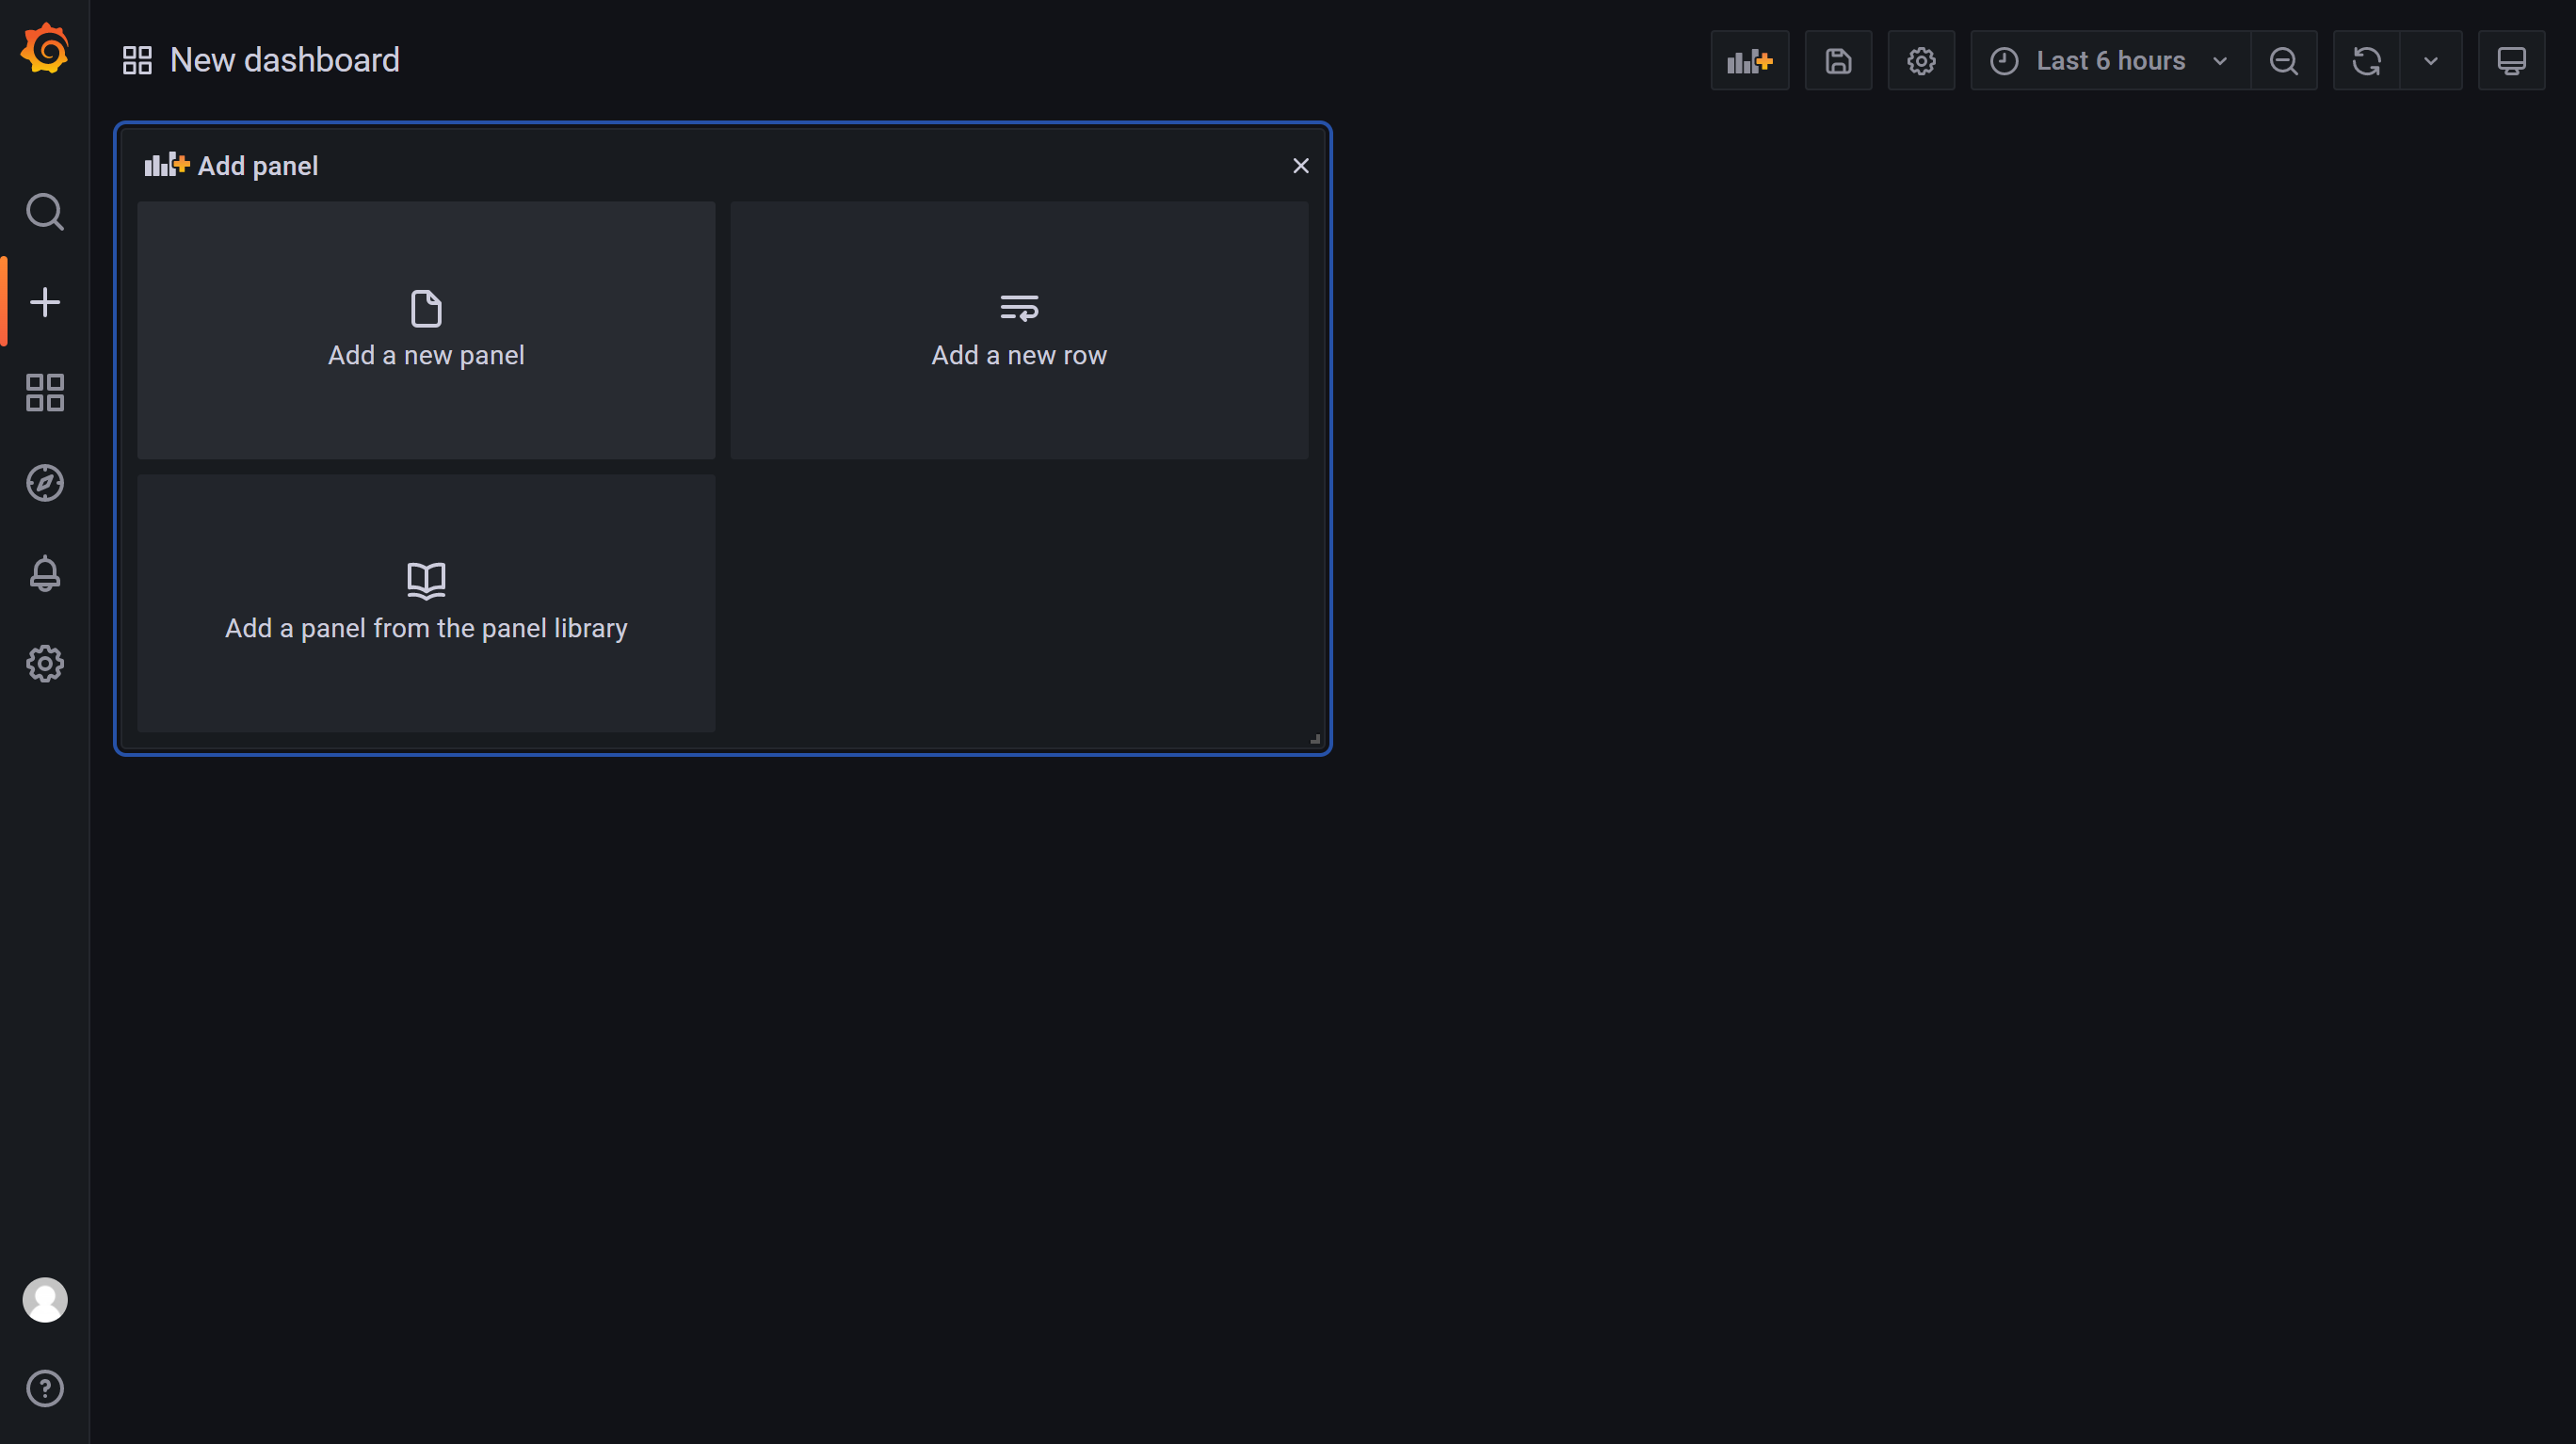 New dashboard
Last 6 hours
Add panel
Add a new panel
Add a new row
Add a panel from the panel library